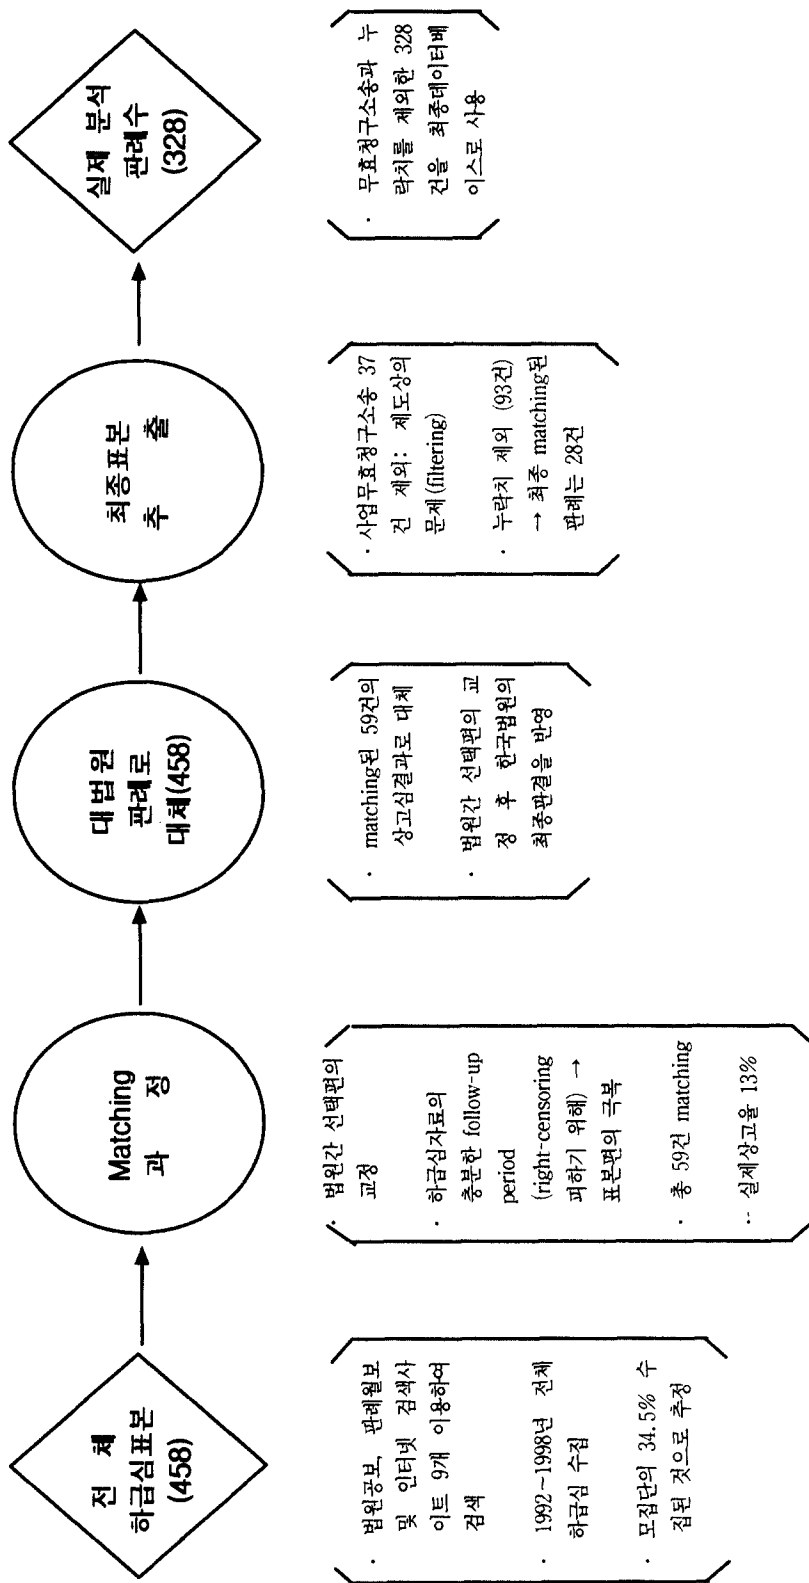 전 체
하급심표본
(458)
· 법원공보, 판례월보
및 인터넷 검색사
이트 9개 이용하여
검색
· 1992~1998년 전체
하급심 수집
· 모집단의 34.5% 수
집된 것으로 추정
Matching
과 정
· 법원간 선택편의
교정
· 하급심자료의
충분한 follow-up
period
(right-censoring
피하기 위해) →
표본편의 극복
· 총 59건 matching
·· 실제상고율 13%
대법원
판례로
대체(458)
· matching된 59건의
상고심결과로 대체
· 법원간 선택편의 교
정 후 한국법원의
최종판결을 반영
최종표본
추 출
· 사업무효청구소송 37
건 제외: 제도상의
문제(filtering)
· 누락치 제외 (93건)
→ 최종 matching된
판례는 28건
실제 분석
판례수
(328)
· 무효청구소송과 누
락치를 제외한 328
건을 최종데이터베
이스로 사용